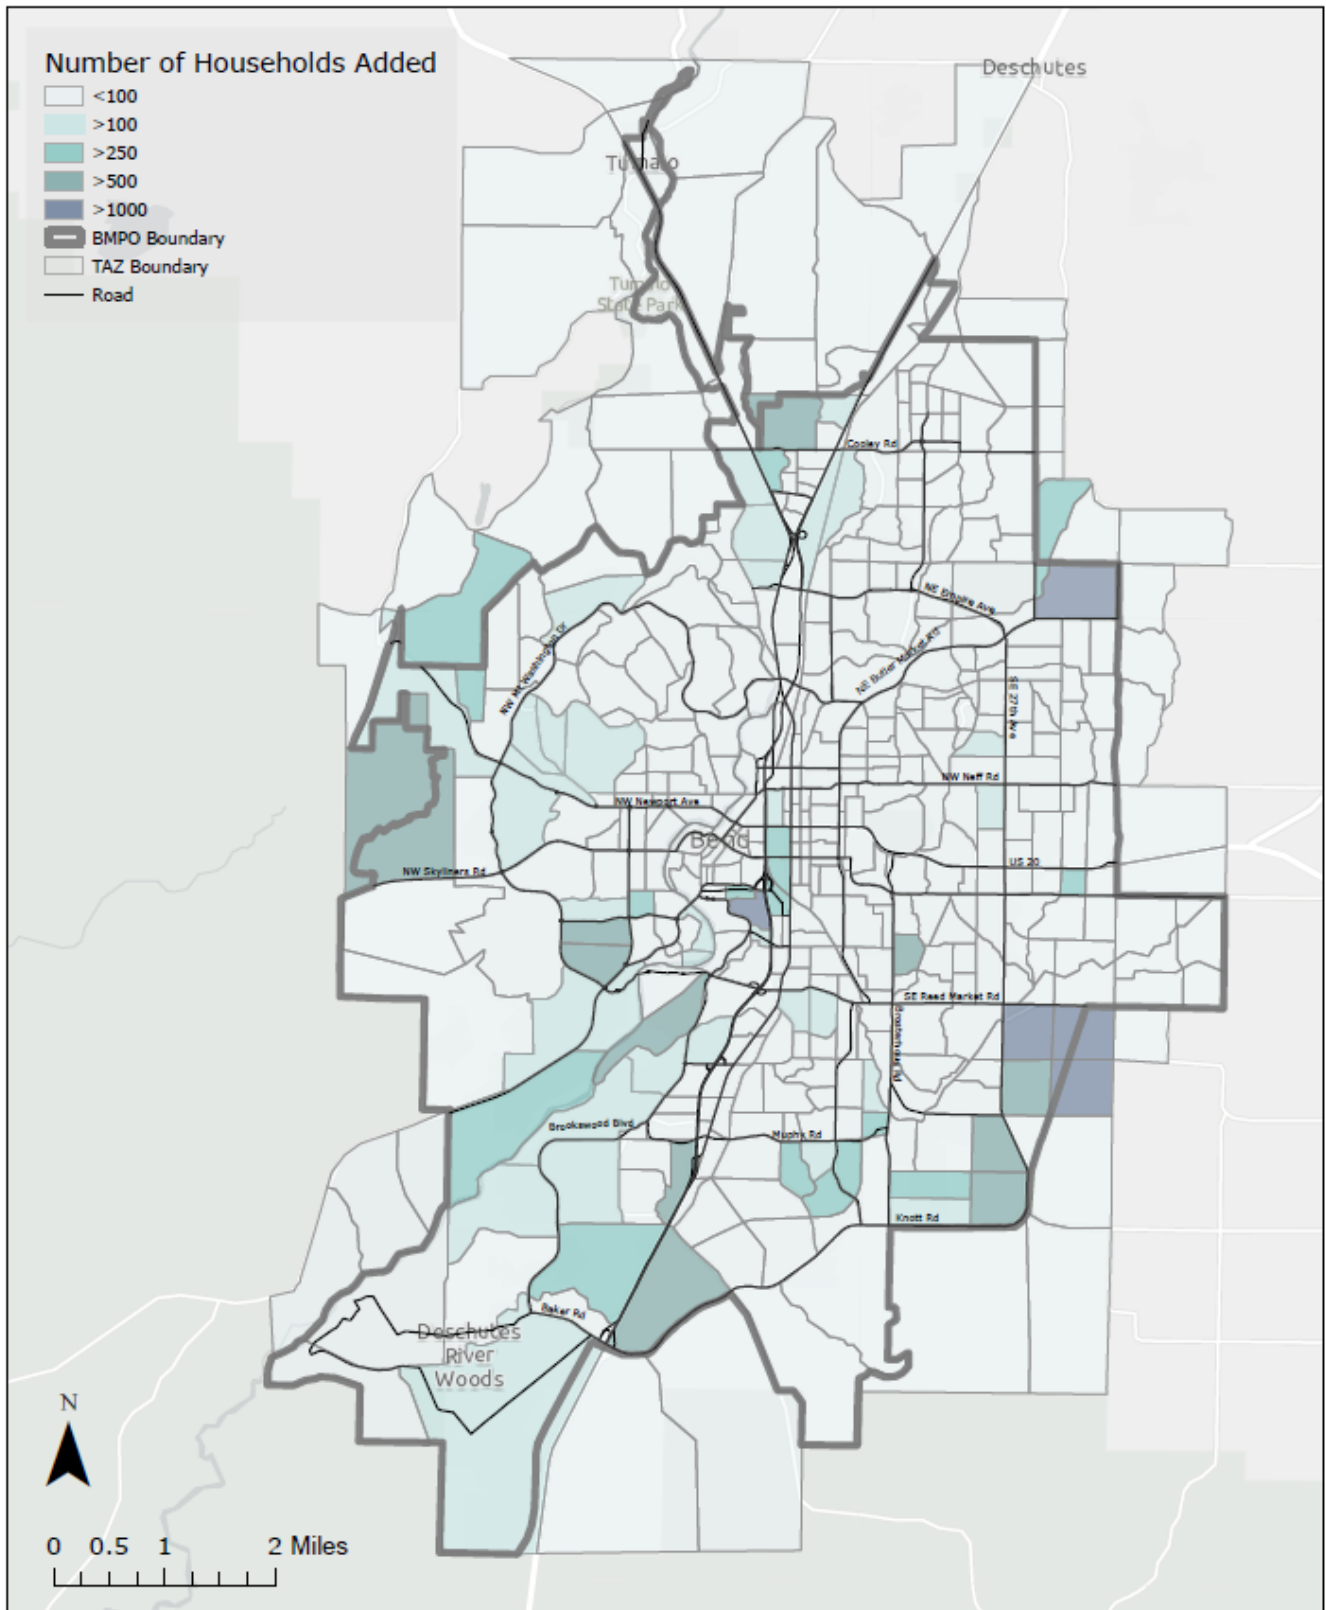 Number of Households Added
<100
>100
>250
>500
>1000
BMPO Boundary
TAZ Boundary
Road
Deschutes
Tumalo
Tumalo
State Park
Cooley Rd
NE Empire Ave
NE Butler Market Rd
NW Mt Washington Dr
SE 27th Ave
NW Neff Rd
NW Newport Ave
Bend
US 20
NW Skyliners Rd
SE Reed Market Rd
Brosterhous Rd
Brookswood Blvd
Muphy Rd
Knott Rd
Baker Rd
Deschutes
River
Woods
N
0 0.5 1 2 Miles